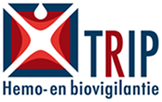 TRIP
Hemo- en biovigilantie